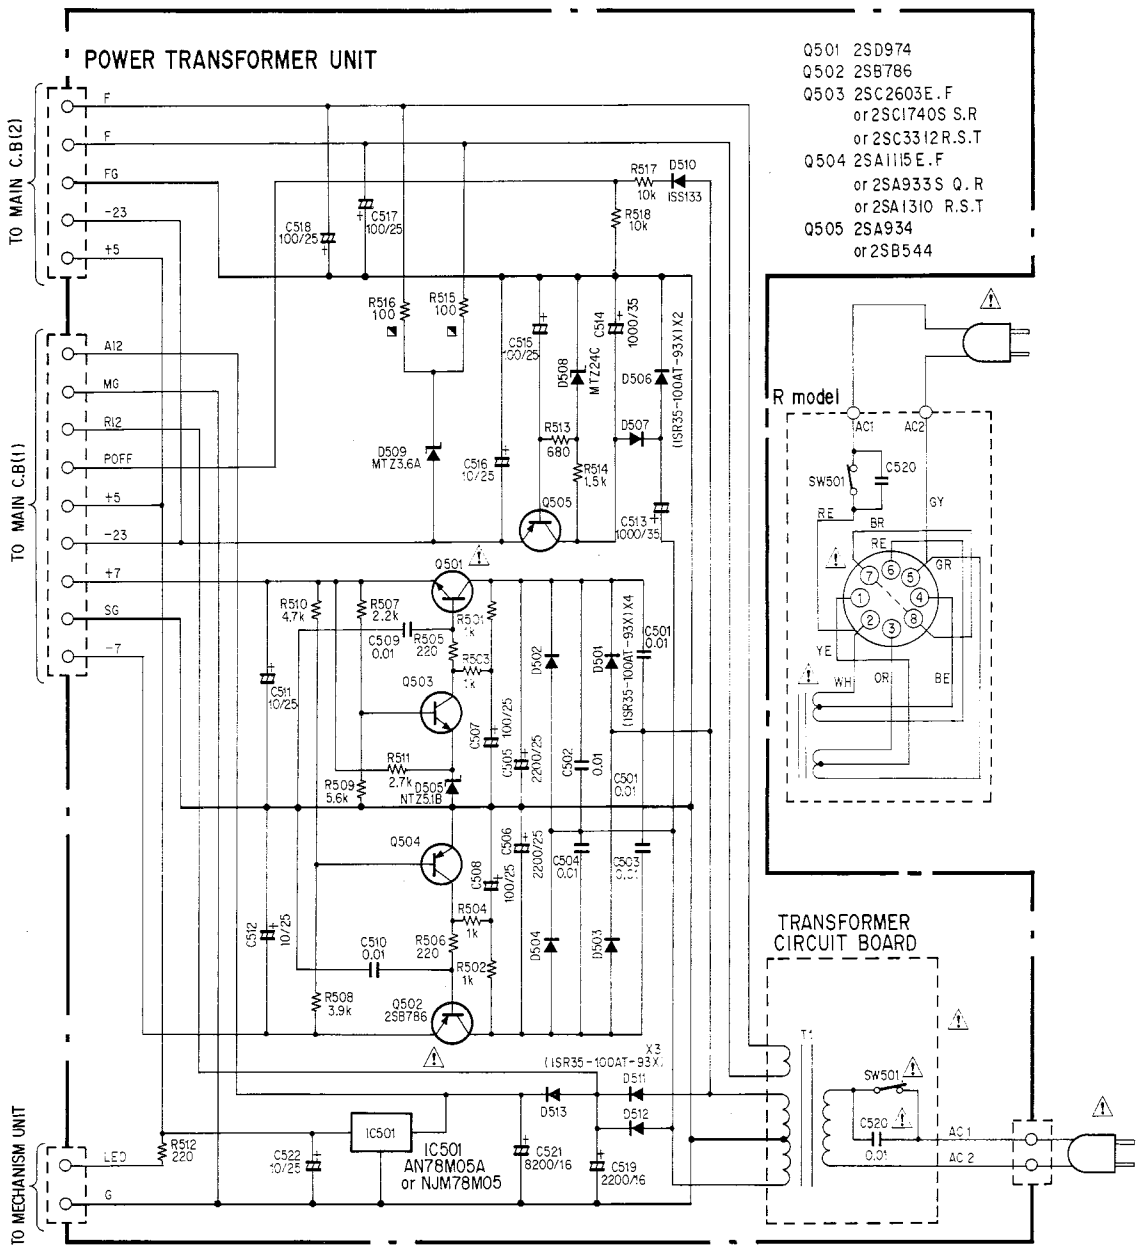 POWER TRANSFORMER UNIT
Q501 2SD974
Q502 2SB786
Q503 2SC2603E.F
or 2SC1740S S.R
or 2SC3312R.S.T
Q504 2SA1115E.F
or 2SA933S Q.R
or 2SA1310 R.S.T
Q505 2SA934
or 2SB544
TO MAIN C.B(2)
F
F
FG
-23
+5
TO MAIN C.B(1)
A12
MG
R12
POFF
+5
-23
+7
SG
-7
TO MECHANISM UNIT
LED
G
R517
10k
D510
1SS133
R518
10k
C518
100/25
C517
100/25
R516
100
R515
100
C515
100/25
D508
MTZ24C
C514
1000/35
D506
(1SR35-100AT-93X)X2
D507
R513
680
D509
MTZ3.6A
C516
10/25
R514
1.5k
Q505
C513
1000/35
Q501
R510
4.7k
R507
2.2k
C509
0.01
R505
220
R501
1k
R503
1k
D502
D501
(1SR35-100AT-93X)X4
C501
0.01
C511
10/25
Q503
C507
100/25
C505
2200/25
C502
0.01
C501
0.01
R511
2.7k
R509
5.6k
D505
NTZ5.1B
Q504
C508
100/25
C506
2200/25
C504
0.01
C503
0.01
C512
10/25
R504
1k
C510
0.01
R506
220
R502
1k
D504
D503
R508
3.9k
Q502
2SB786
X3
(1SR35-100AT-93X)
D511
D513
D512
IC501
IC501
AN78M05A
or NJM78M05
R512
220
C522
10/25
C521
8200/16
C519
2200/16
R model
AC1
AC2
SW501
C520
GY
RE
BR
RE
GR
7
6
5
1
4
2
3
8
YE
WH
OR
BE
TRANSFORMER
CIRCUIT BOARD
T1
SW501
C520
0.01
AC1
AC2